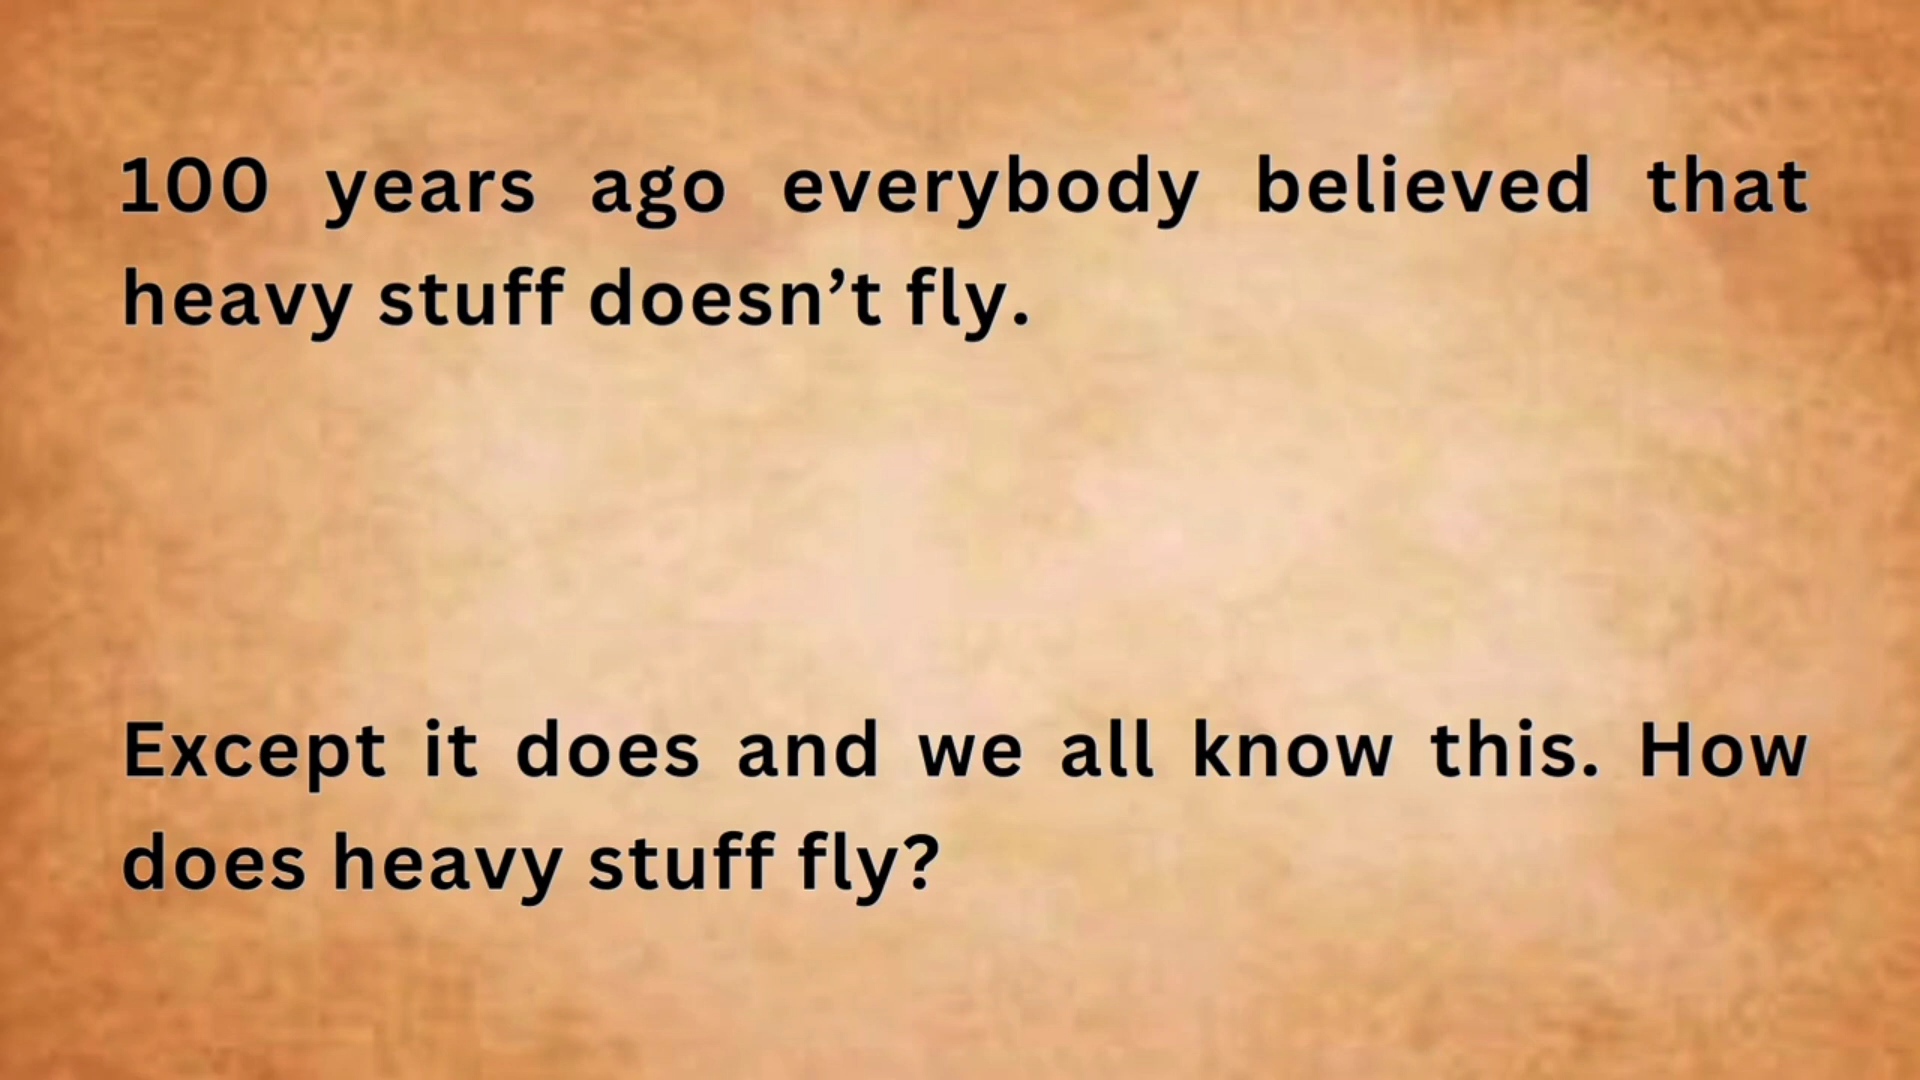 100 years ago everybody believed that
heavy stuff doesn’t fly.
Except it does and we all know this. How
does heavy stuff fly?